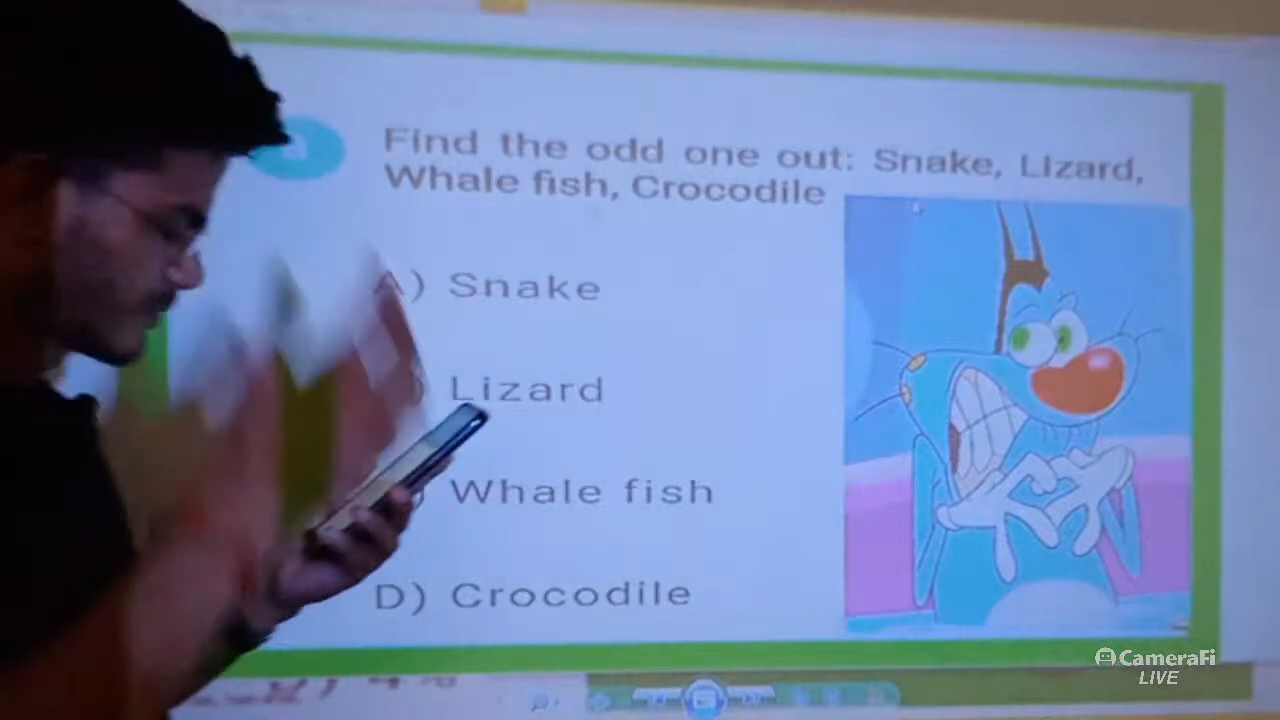 Find the odd one out: Snake, Lizard,
Whale fish, Crocodile
A) Snake
Lizard
Whale fish
D) Crocodile
CameraFi
LIVE